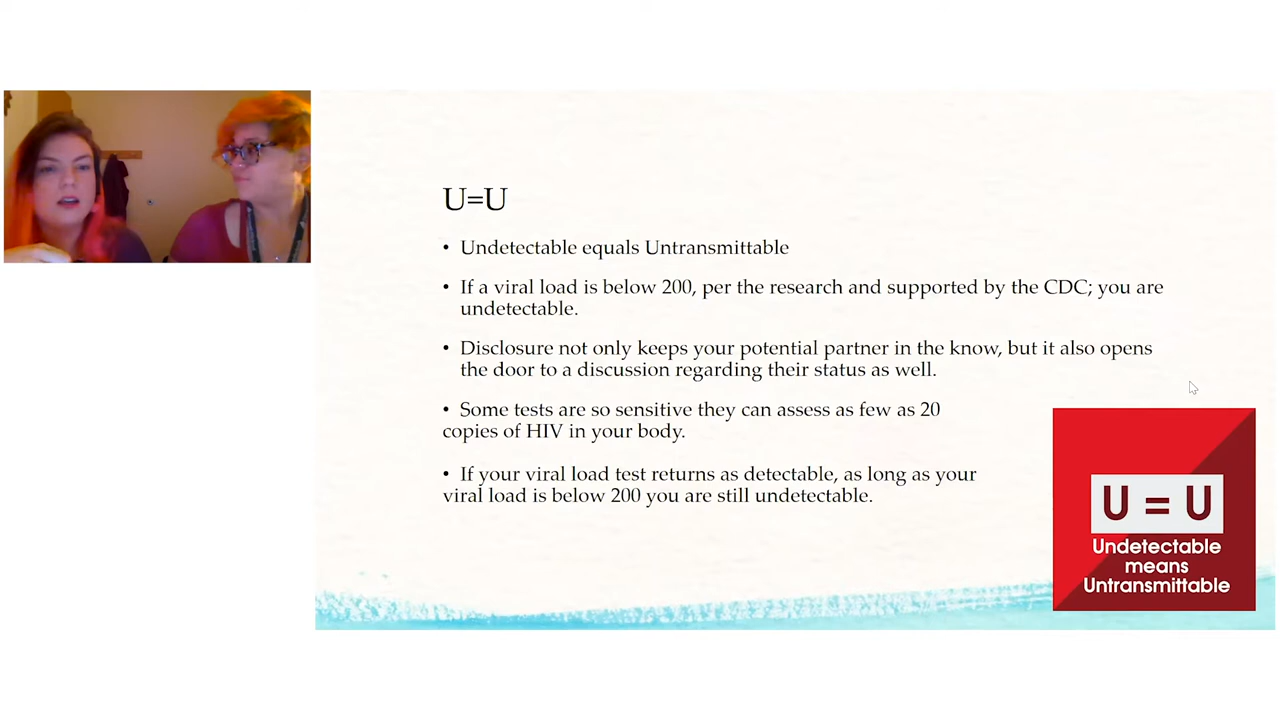 U=U
• Undetectable equals Untransmittable
• If a viral load is below 200, per the research and supported by the CDC; you are
undetectable.
• Disclosure not only keeps your potential partner in the know, but it also opens
the door to a discussion regarding their status as well.
• Some tests are so sensitive they can assess as few as 20
copies of HIV in your body.
• If your viral load test returns as detectable, as long as your
viral load is below 200 you are still undetectable.
U = U
Undetectable
means
Untransmittable